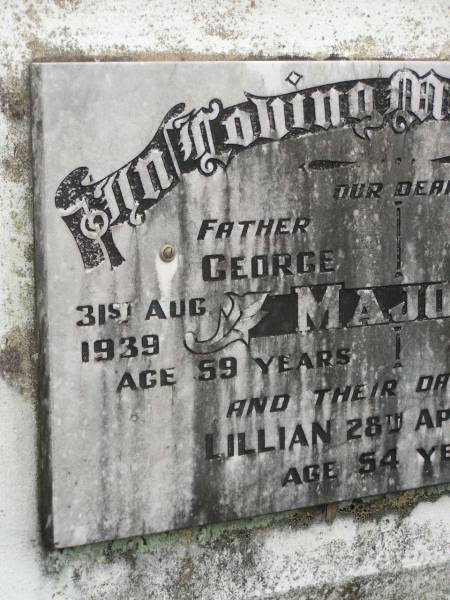 In Loving M
OUR DEAR
FATHER
GEORGE
31ST AUG MAJO
1939
AGE 59 YEARS
AND THEIR DA
LILLIAN 28TH AP
AGE 54 YE